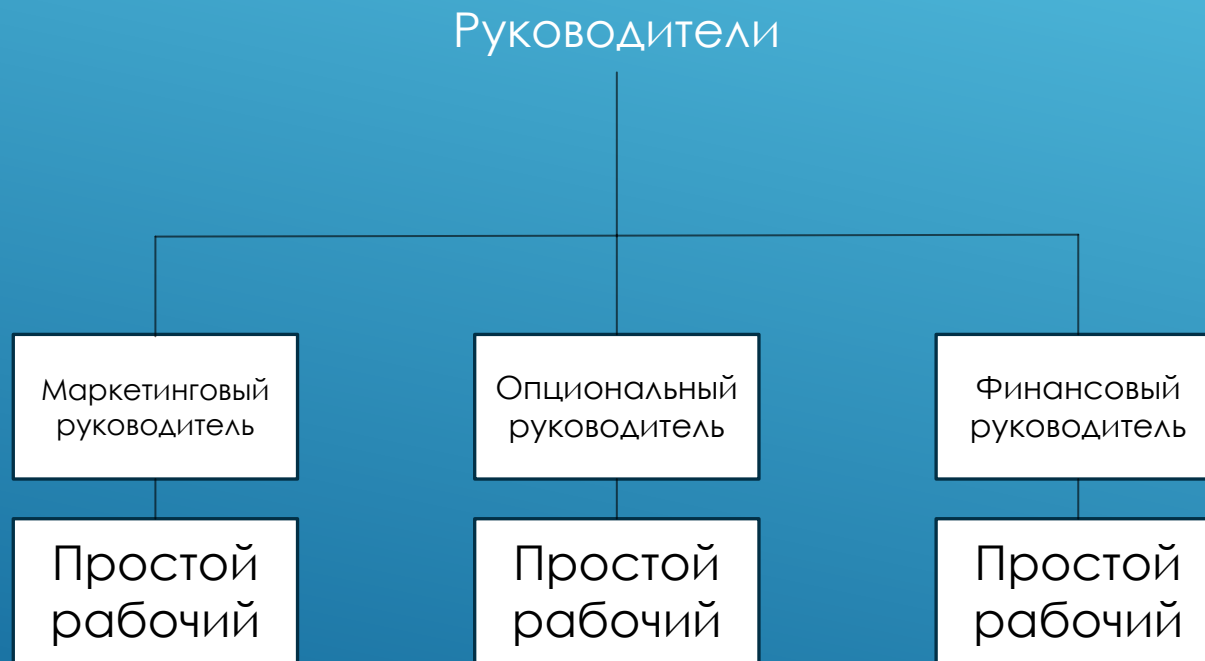 Руководители
Маркетинговый
руководитель
Опциональный
руководитель
Финансовый
руководитель
Простой
рабочий
Простой
рабочий
Простой
рабочий